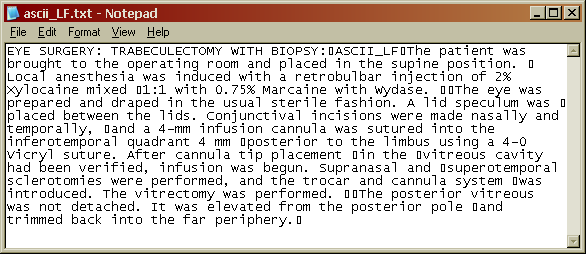 ascii_LF.txt - Notepad
File Edit Format View Help
EYE SURGERY: TRABECULECTOMY WITH BIOPSY:▯ASCII_LF▯The patient was
brought to the operating room and placed in the supine position. ▯
Local anesthesia was induced with a retrobulbar injection of 2%
Xylocaine mixed ▯1:1 with 0.75% Marcaine with Wydase. ▯▯The eye was
prepared and draped in the usual sterile fashion. A lid speculum was ▯
placed between the lids. Conjunctival incisions were made nasally and
temporally, ▯and a 4-mm infusion cannula was sutured into the
inferotemporal quadrant 4 mm ▯posterior to the limbus using a 4-0
Vicryl suture. After cannula tip placement ▯in the ▯vitreous cavity
had been verified, infusion was begun. Supranasal and ▯superotemporal
sclerotomies were performed, and the trocar and cannula system ▯was
introduced. The vitrectomy was performed. ▯▯The posterior vitreous
was not detached. It was elevated from the posterior pole ▯and
trimmed back into the far periphery.▯